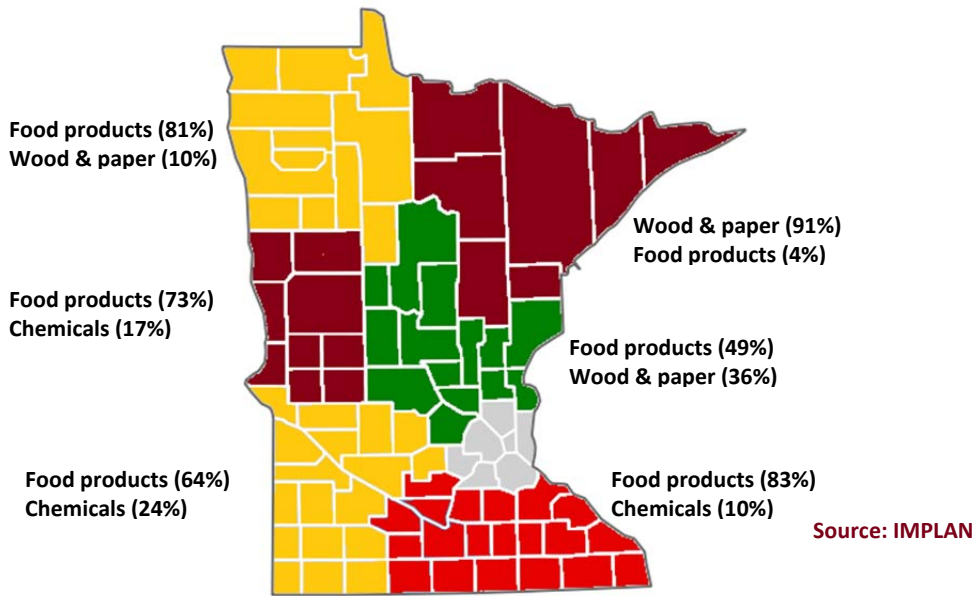 Food products (81%)
Wood & paper (10%)
Wood & paper (91%)
Food products (4%)
Food products (73%)
Chemicals (17%)
Food products (49%)
Wood & paper (36%)
Food products (64%)
Chemicals (24%)
Food products (83%)
Chemicals (10%)
Source: IMPLAN